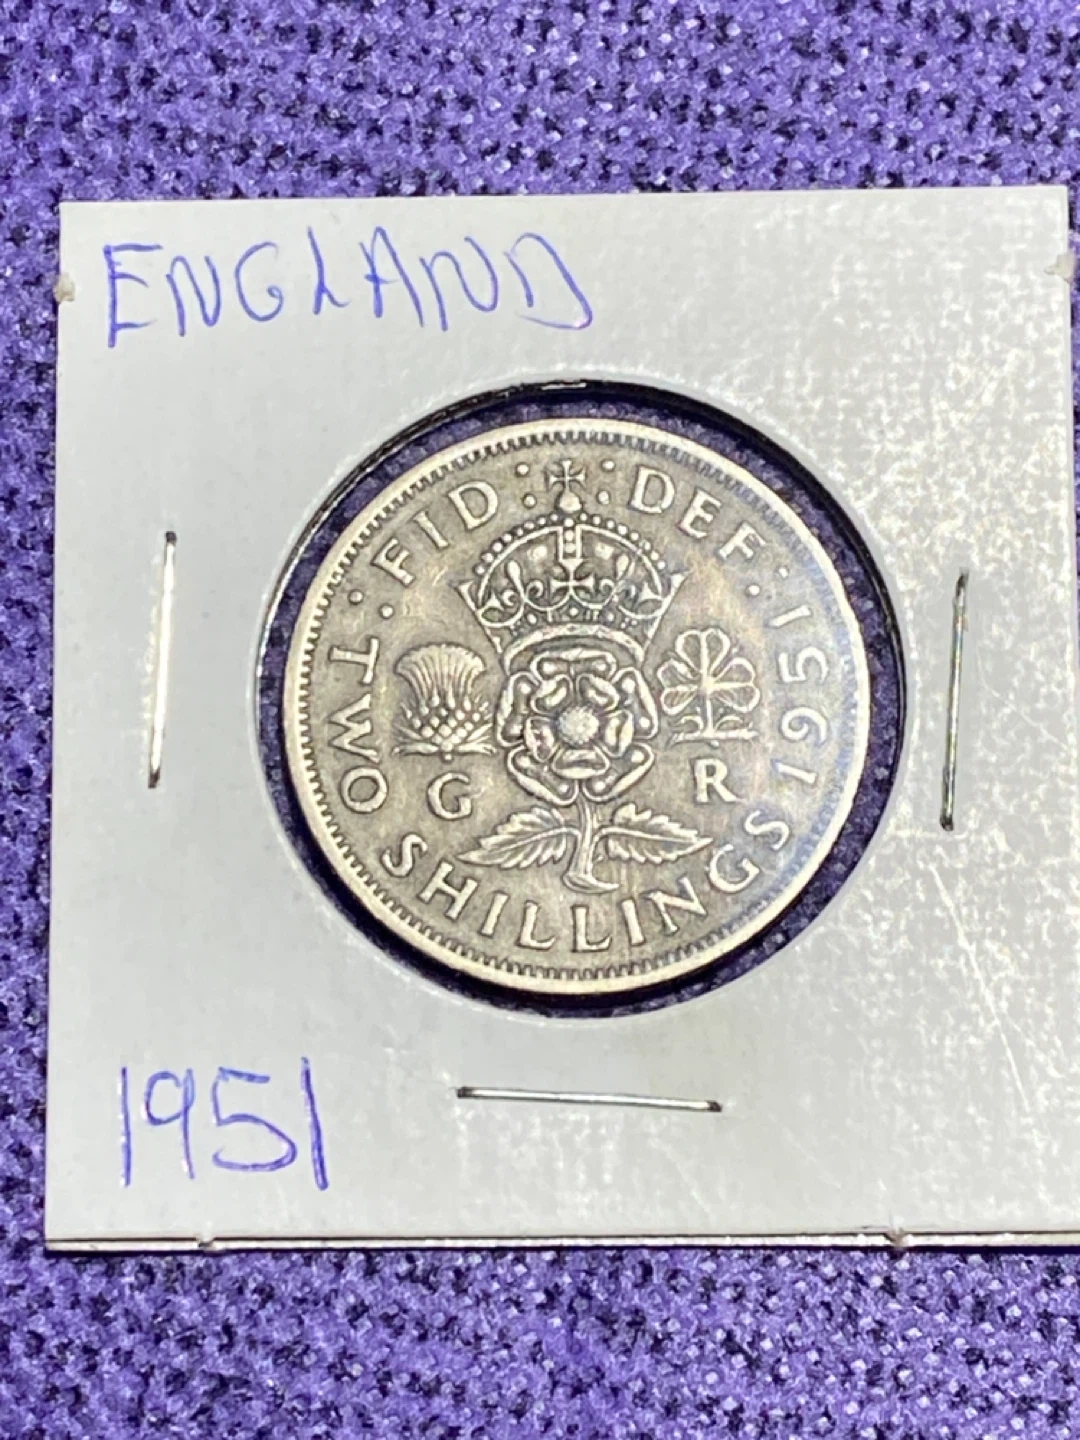 ENGLAND
FID : DEF : 1951
TWO SHILLINGS
G R
1951